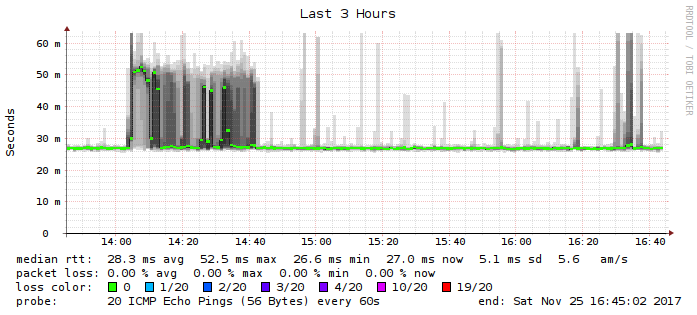 Last 3 Hours
RRDTOOL / TOBI OETIKER
Seconds
60 m
50 m
40 m
30 m
20 m
10 m
0
14:00 14:20 14:40 15:00 15:20 15:40 16:00 16:20 16:40
median rtt: 28.3 ms avg 52.5 ms max 26.6 ms min 27.0 ms now 5.1 ms sd 5.6 am/s
packet loss: 0.00 % avg 0.00 % max 0.00 % min 0.00 % now
loss color: 0 1/20 2/20 3/20 4/20 10/20 19/20
probe: 20 ICMP Echo Pings (56 Bytes) every 60s end: Sat Nov 25 16:45:02 2017